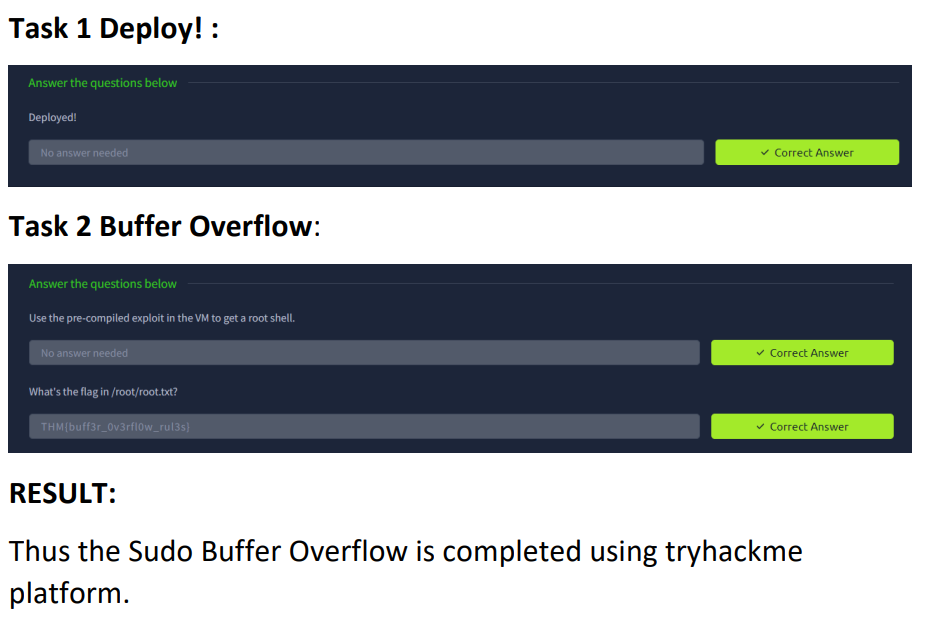 Task 1 Deploy! :
Answer the questions below
Deployed!
No answer needed
✓ Correct Answer
Task 2 Buffer Overflow:
Answer the questions below
Use the pre-compiled exploit in the VM to get a root shell.
No answer needed
✓ Correct Answer
What's the flag in /root/root.txt?
THM{buff3r_0v3rfl0w_rul3s}
✓ Correct Answer
RESULT:
Thus the Sudo Buffer Overflow is completed using tryhackme
platform.